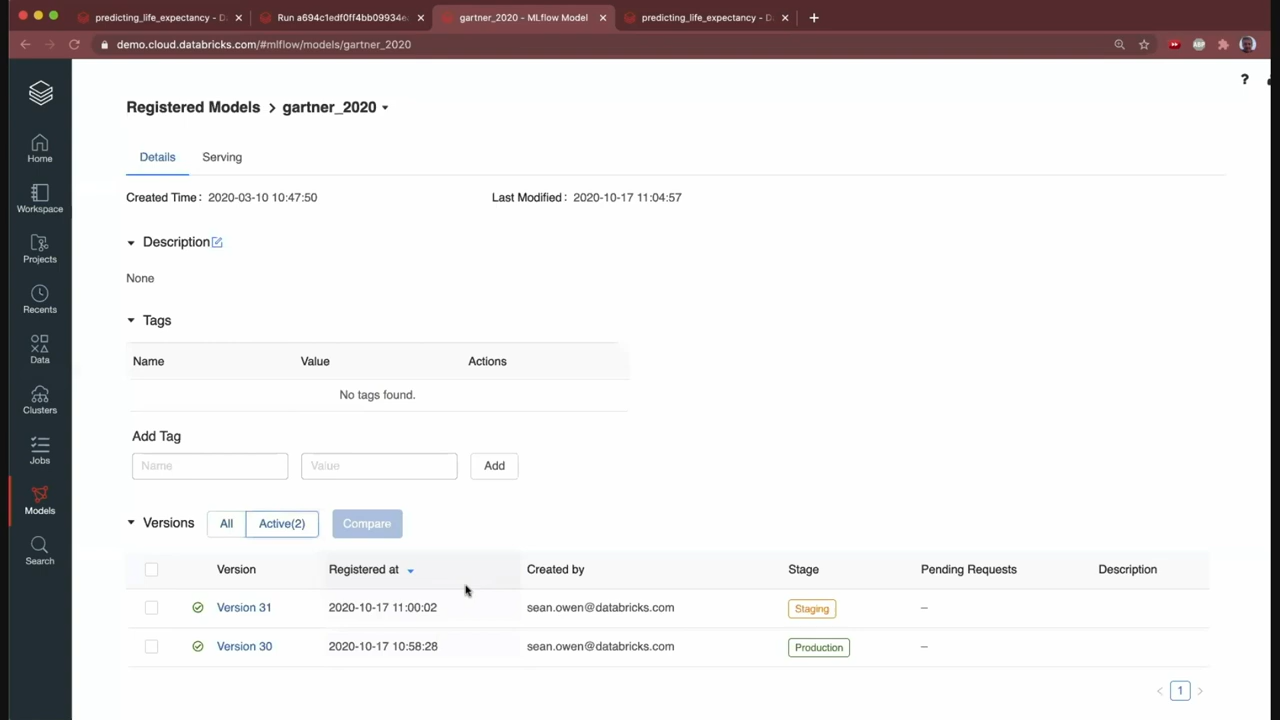 predicting_life_expectancy - Da
Run a694c1edf0ff4bb09934e
gartner_2020 - MLflow Model
predicting_life_expectancy - Da
demo.cloud.databricks.com/#mlflow/models/gartner_2020
ABP
?
Home
Workspace
Projects
Recents
Data
Clusters
Jobs
Models
Search
Registered Models > gartner_2020
Details Serving
Created Time : 2020-03-10 10:47:50 Last Modified : 2020-10-17 11:04:57
Description
None
Tags
Name Value Actions
No tags found.
Add Tag
Name Value Add
Versions All Active(2) Compare
Version Registered at Created by Stage Pending Requests Description
Version 31 2020-10-17 11:00:02 sean.owen@databricks.com Staging –
Version 30 2020-10-17 10:58:28 sean.owen@databricks.com Production –
< 1 >